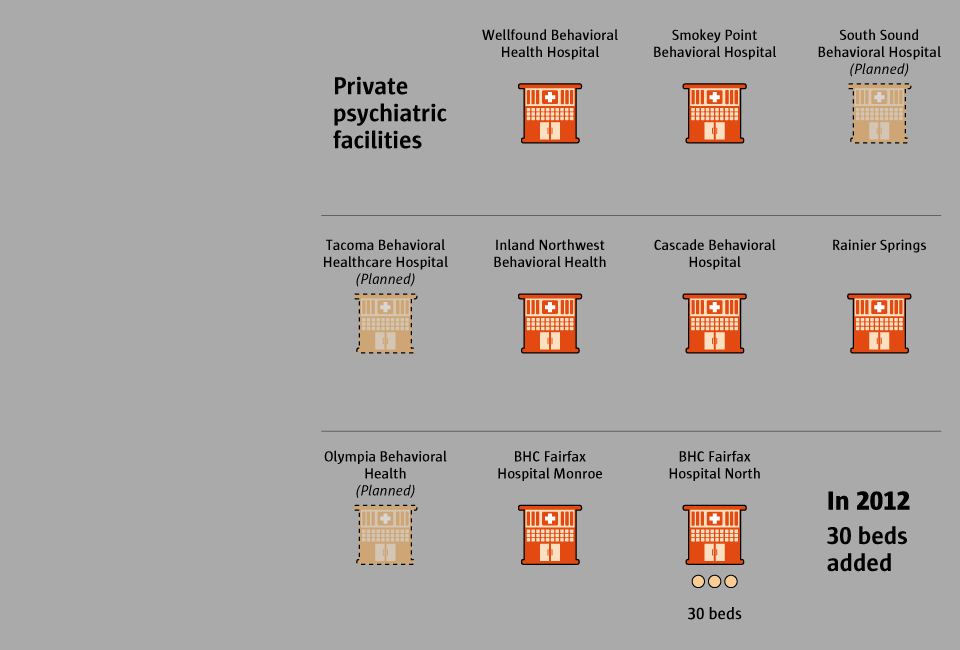 Private
psychiatric
facilities
Wellfound Behavioral
Health Hospital
Smokey Point
Behavioral Hospital
South Sound
Behavioral Hospital
(Planned)
Tacoma Behavioral
Healthcare Hospital
(Planned)
Inland Northwest
Behavioral Health
Cascade Behavioral
Hospital
Rainier Springs
Olympia Behavioral
Health
(Planned)
BHC Fairfax
Hospital Monroe
BHC Fairfax
Hospital North
30 beds
In 2012
30 beds
added